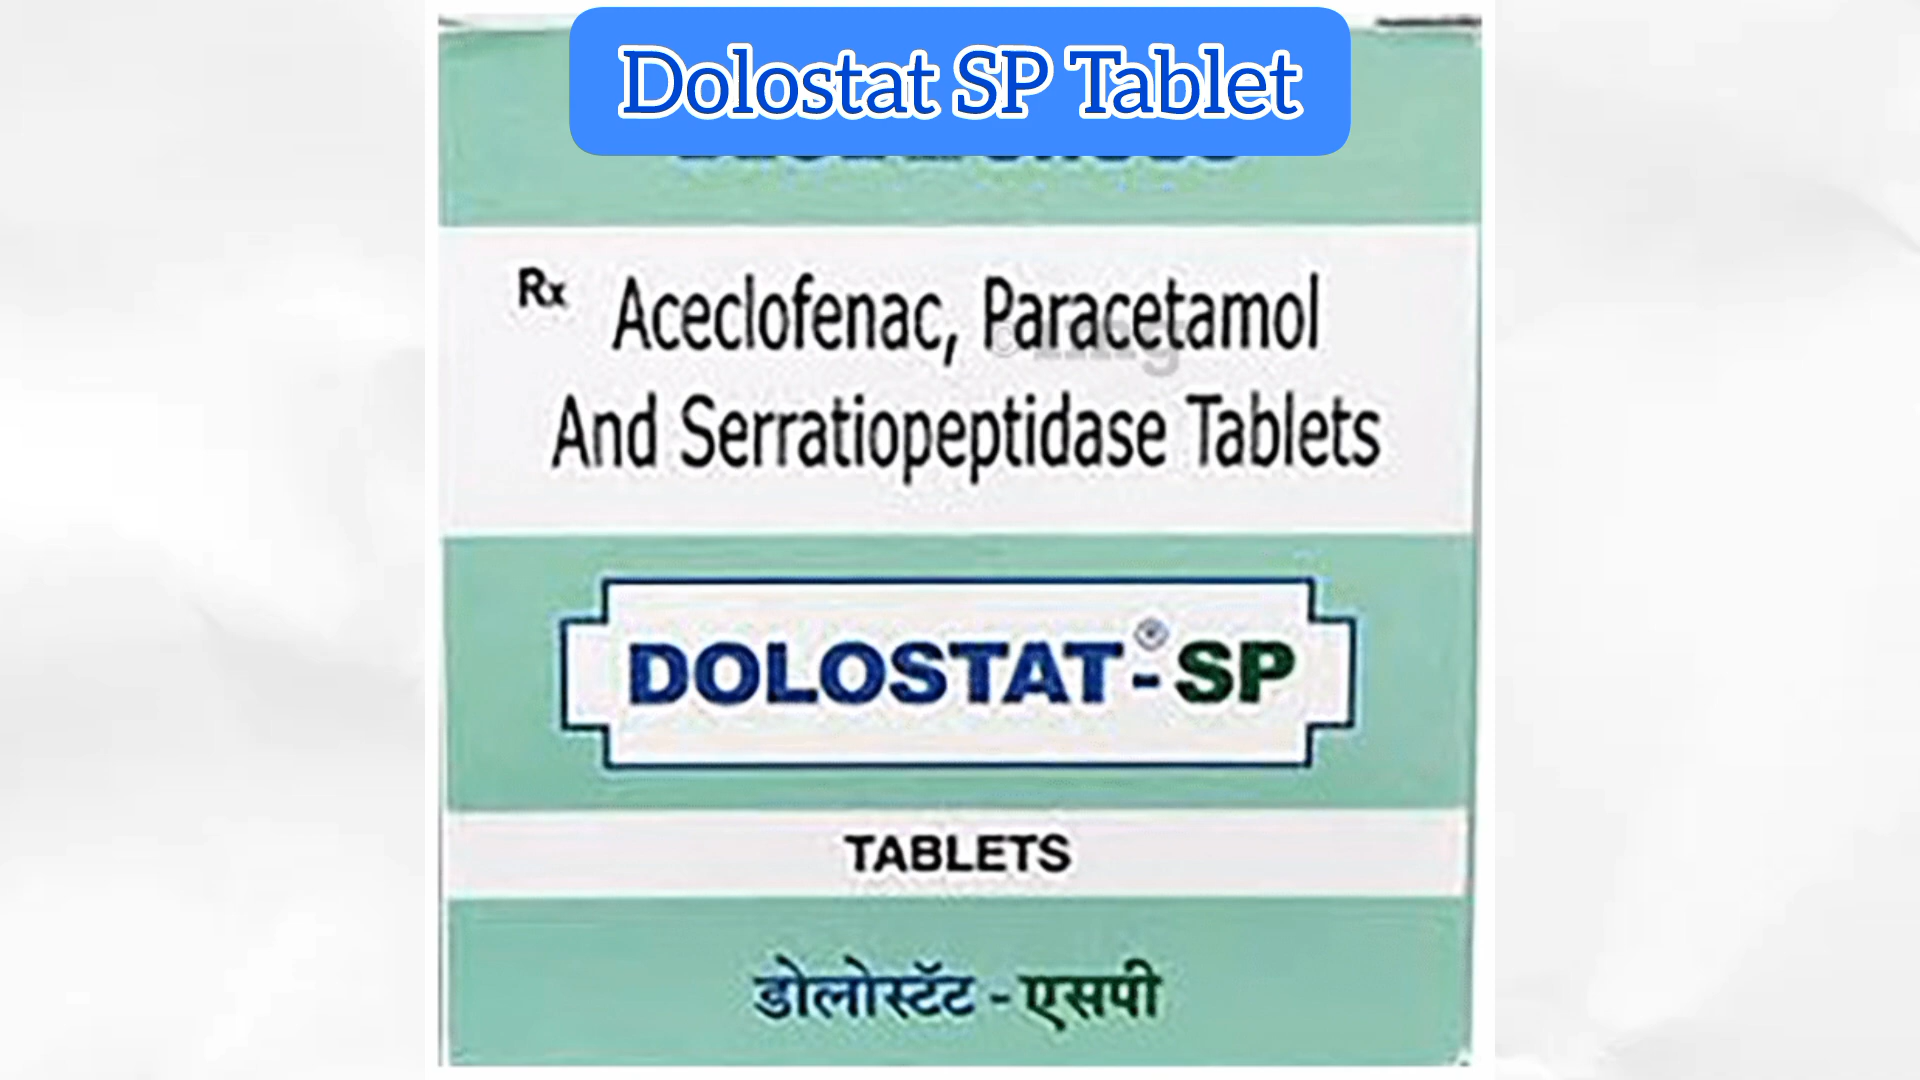 Dolostat SP Tablet
Rx Aceclofenac, Paracetamol
And Serratiopeptidase Tablets
DOLOSTAT®-SP
TABLETS
डोलोस्टॅट - एसपी